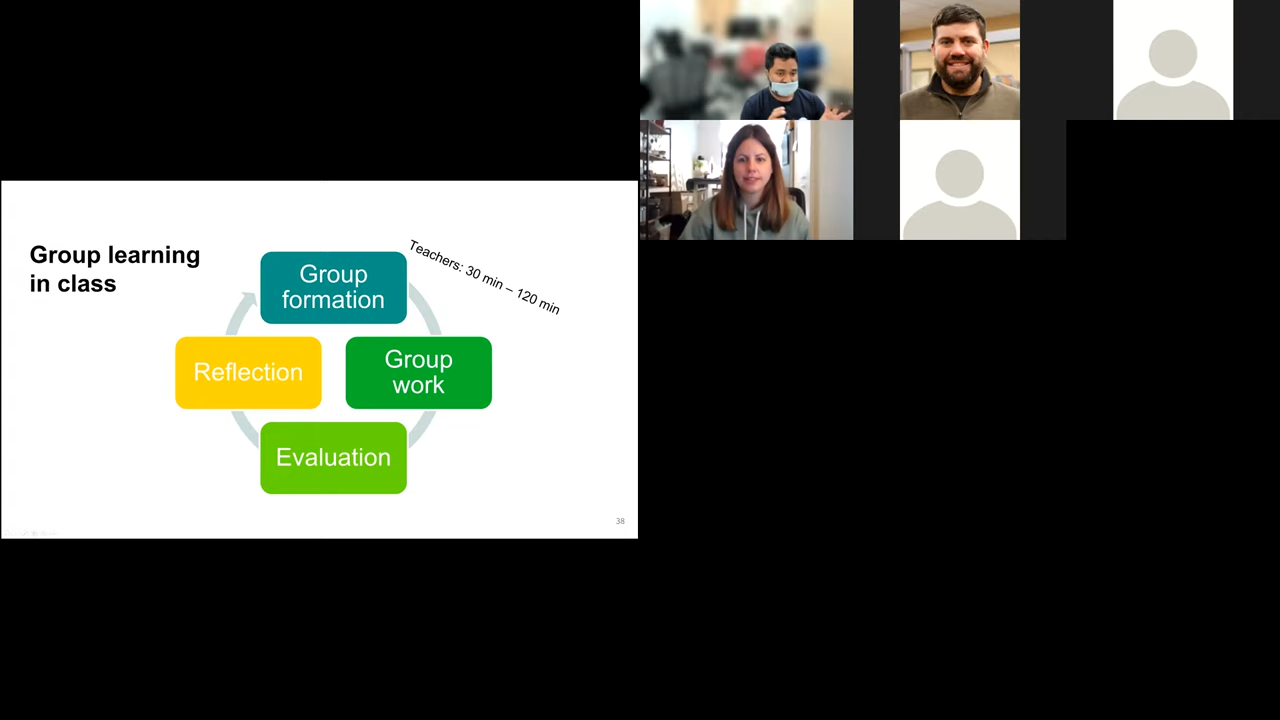 Group learning
in class
Teachers: 30 min – 120 min
Group
formation
Group
work
Reflection
Evaluation
38